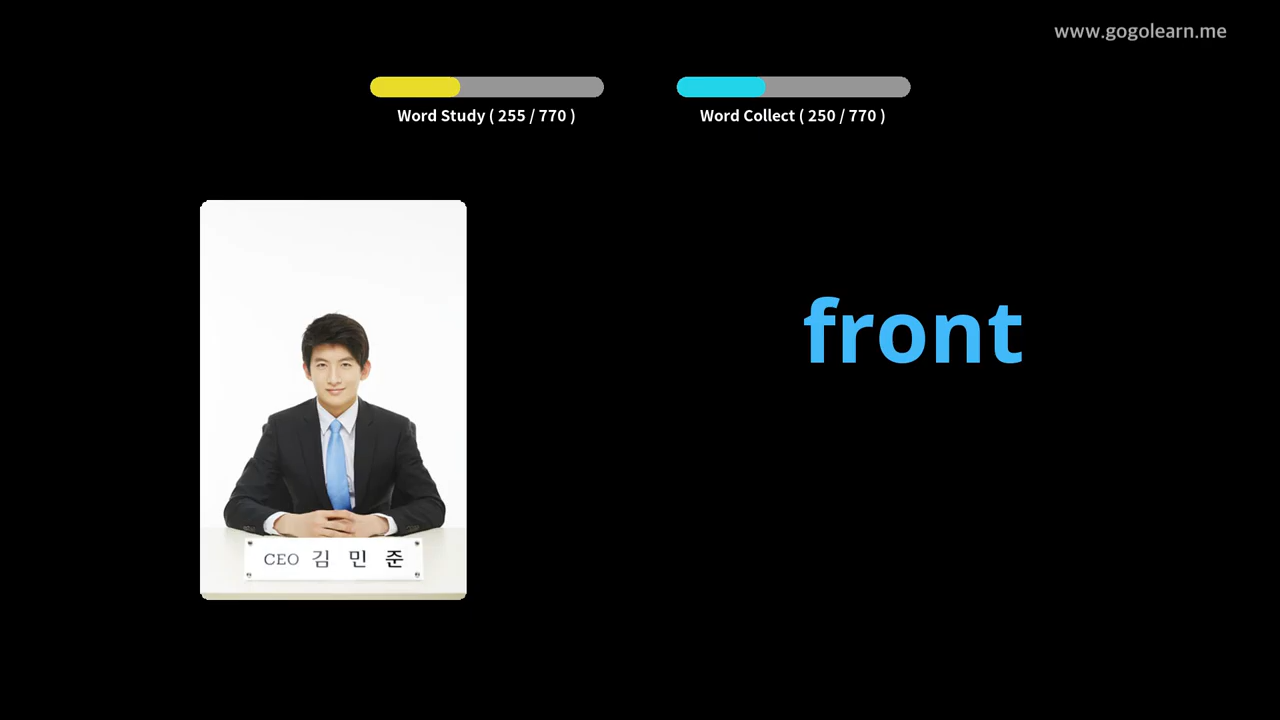 www.gogolearn.me
Word Study ( 255 / 770 )
Word Collect ( 250 / 770 )
front
CEO 김 민 준